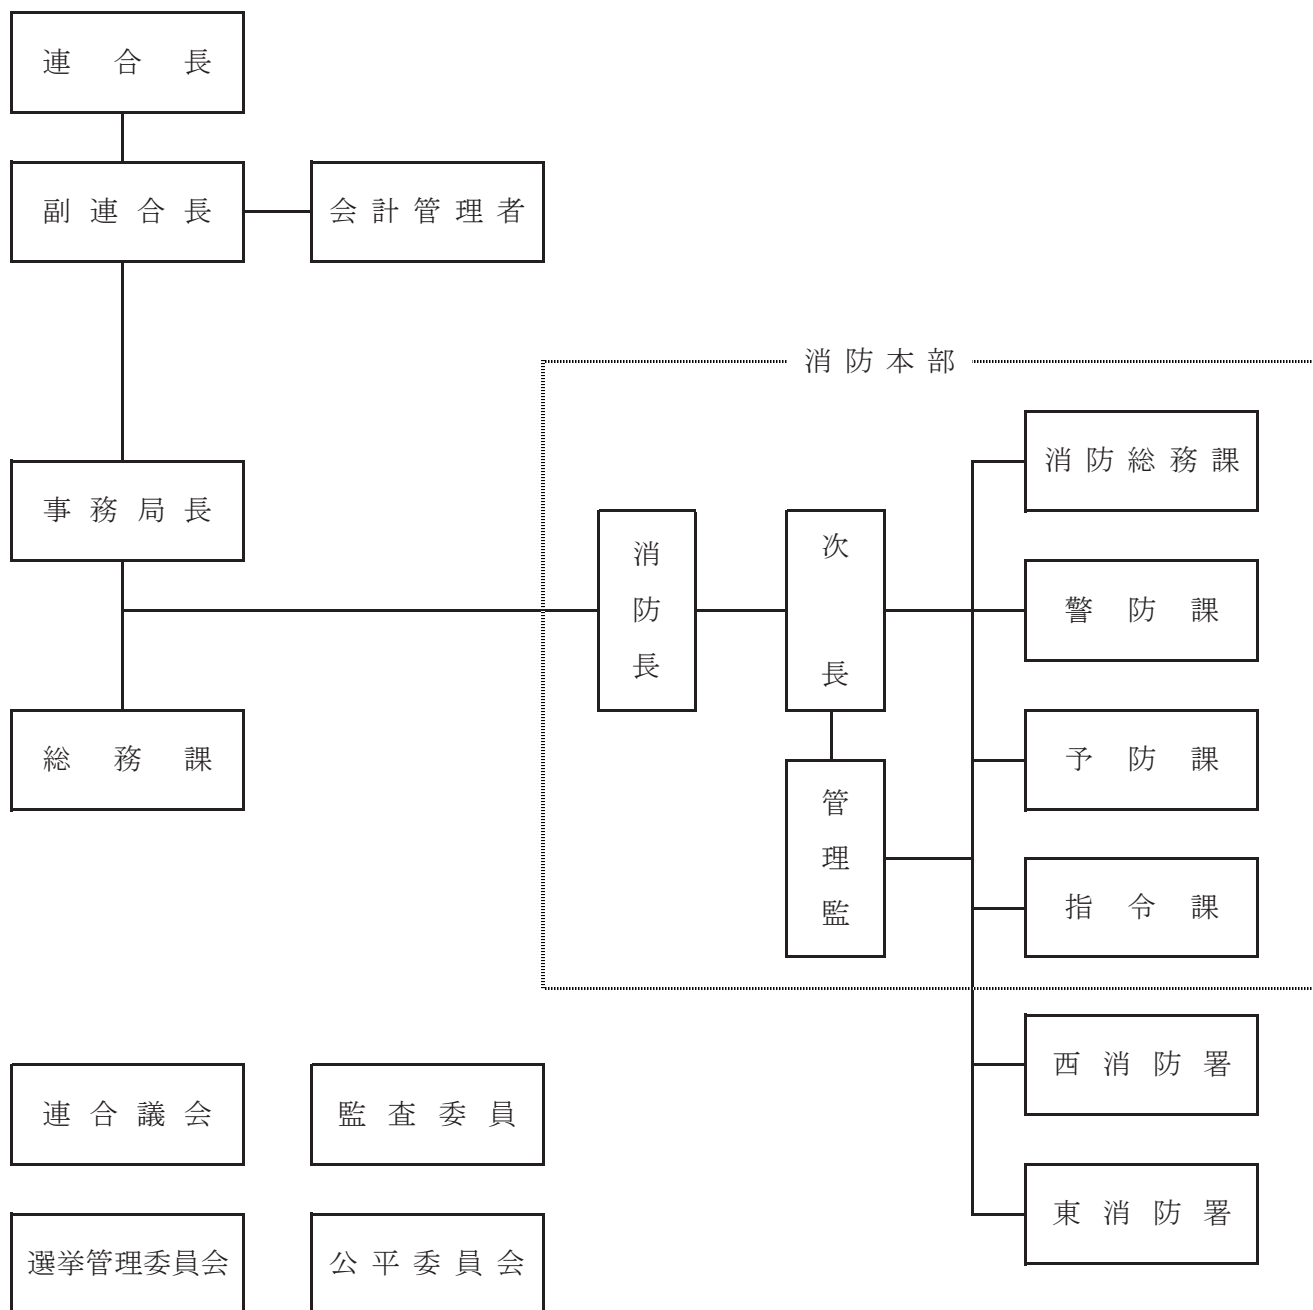 連合長
副連合長
会計管理者
消防本部
消防総務課
事務局長
消防長
次長
警防課
総務課
管理監
予防課
指令課
西消防署
連合議会
監査委員
東消防署
選挙管理委員会
公平委員会